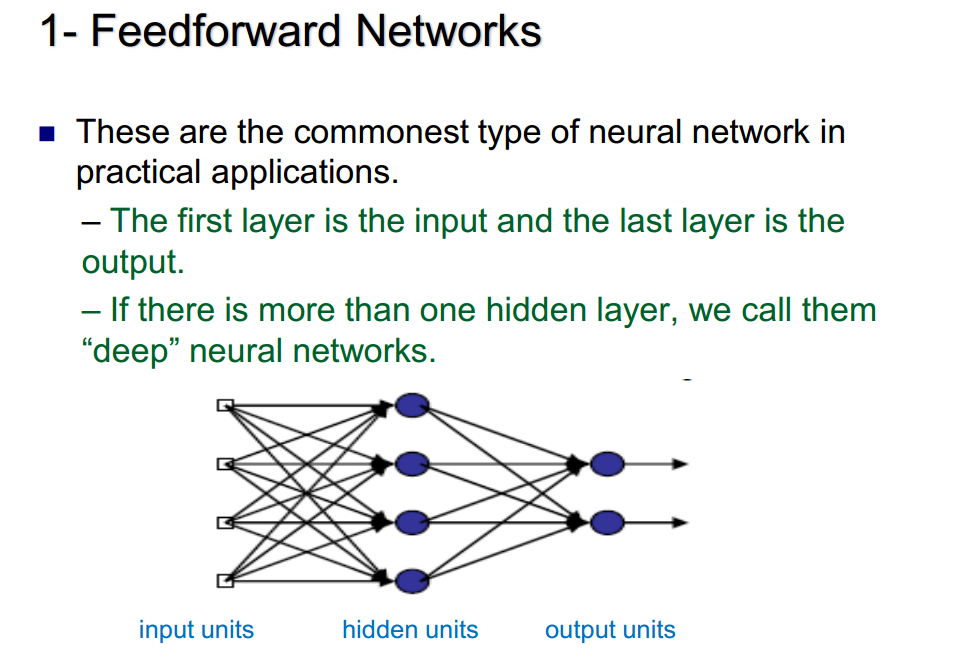 1- Feedforward Networks
■ These are the commonest type of neural network in
practical applications.
– The first layer is the input and the last layer is the
output.
– If there is more than one hidden layer, we call them
“deep” neural networks.
input units hidden units output units